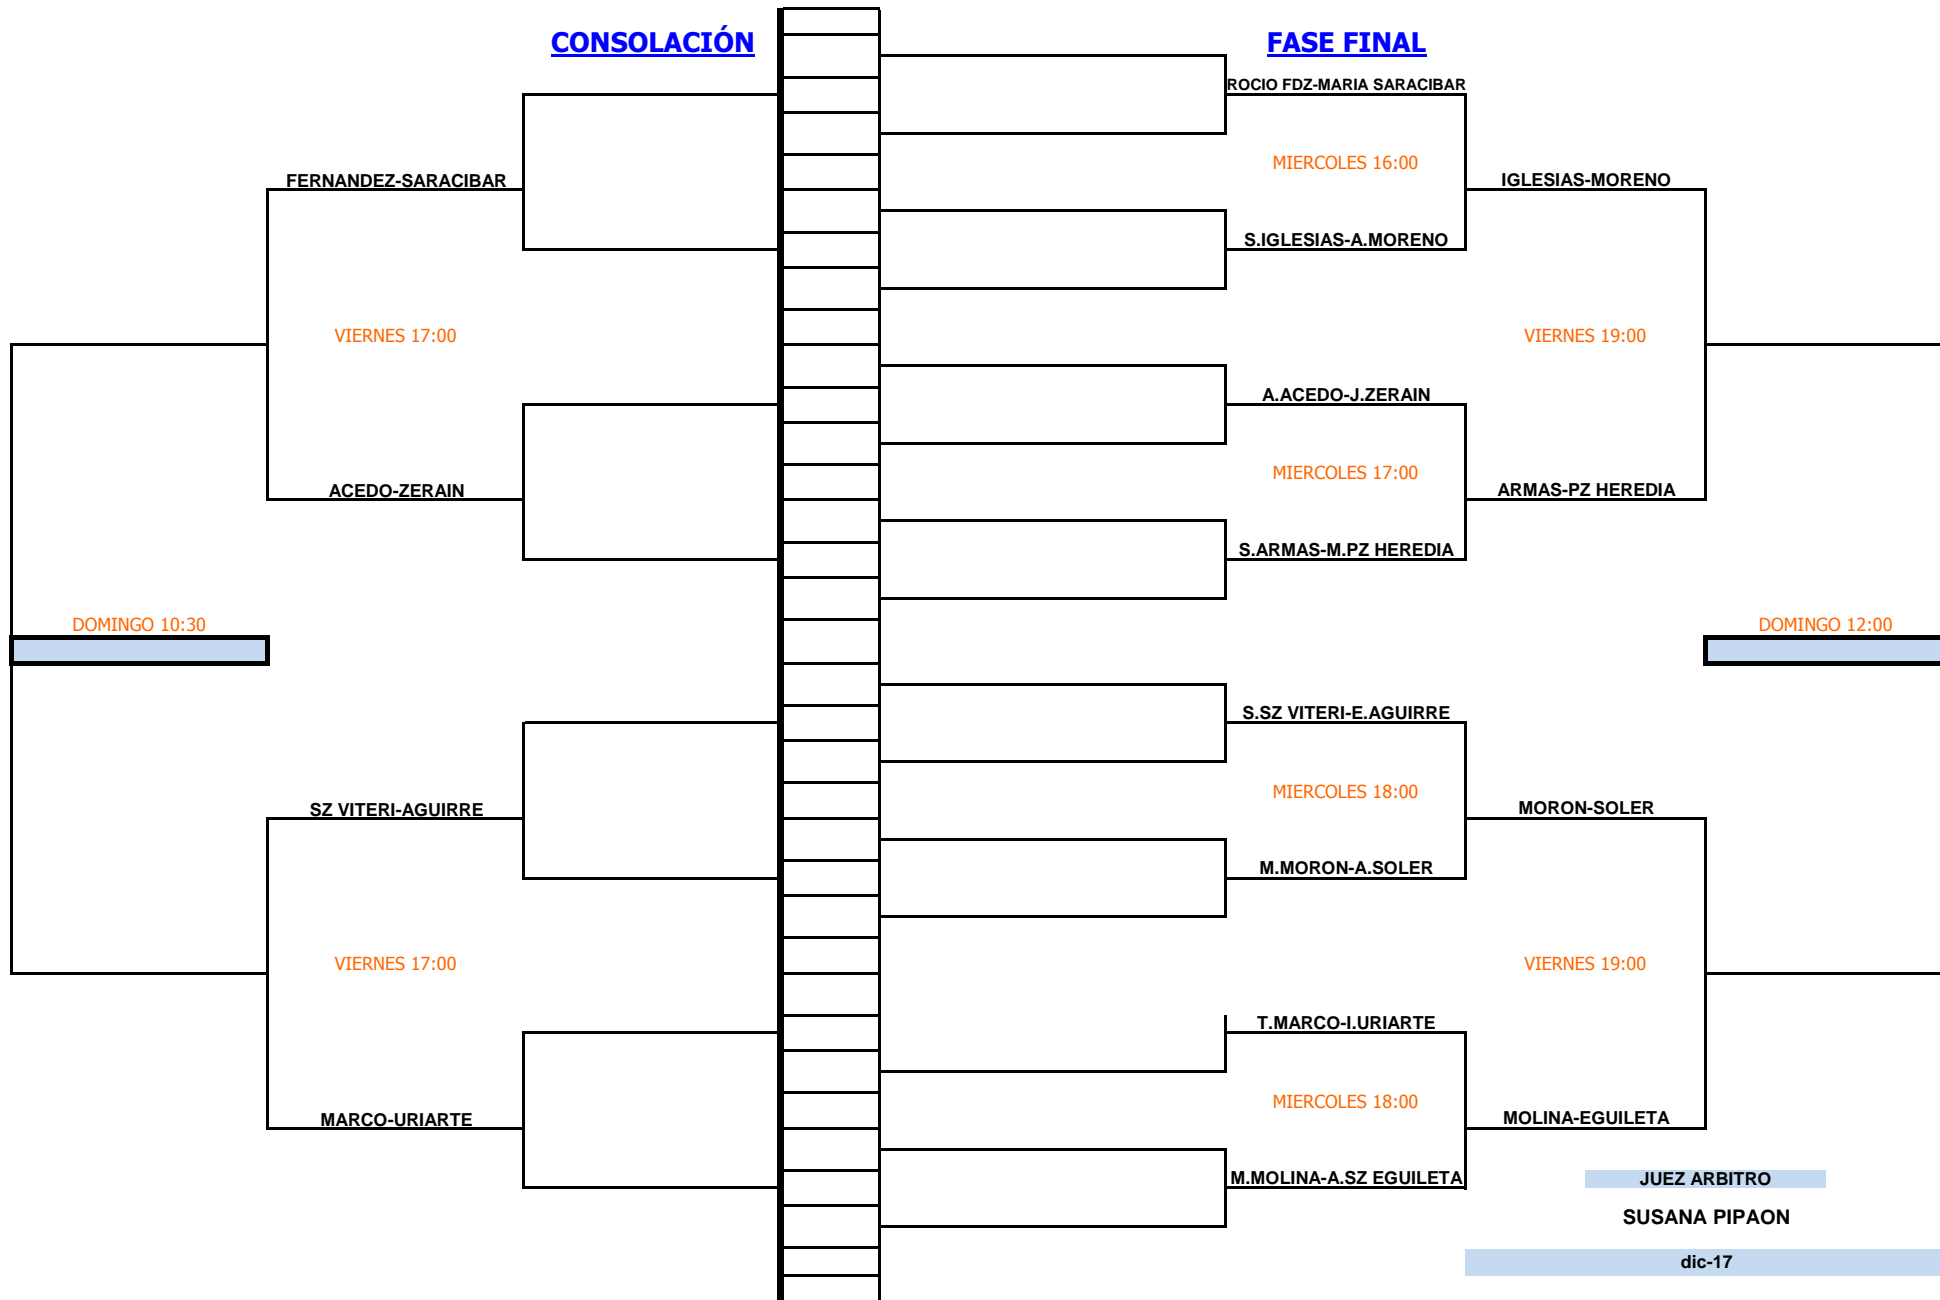 CONSOLACIÓN
FASE FINAL
ROCIO FDZ-MARIA SARACIBAR
MIERCOLES 16:00
FERNANDEZ-SARACIBAR
IGLESIAS-MORENO
S.IGLESIAS-A.MORENO
VIERNES 17:00
VIERNES 19:00
A.ACEDO-J.ZERAIN
MIERCOLES 17:00
ACEDO-ZERAIN
ARMAS-PZ HEREDIA
S.ARMAS-M.PZ HEREDIA
DOMINGO 10:30
DOMINGO 12:00
S.SZ VITERI-E.AGUIRRE
MIERCOLES 18:00
SZ VITERI-AGUIRRE
MORON-SOLER
M.MORON-A.SOLER
VIERNES 17:00
VIERNES 19:00
T.MARCO-I.URIARTE
MIERCOLES 18:00
MARCO-URIARTE
MOLINA-EGUILETA
M.MOLINA-A.SZ EGUILETA
JUEZ ARBITRO
SUSANA PIPAON
dic-17